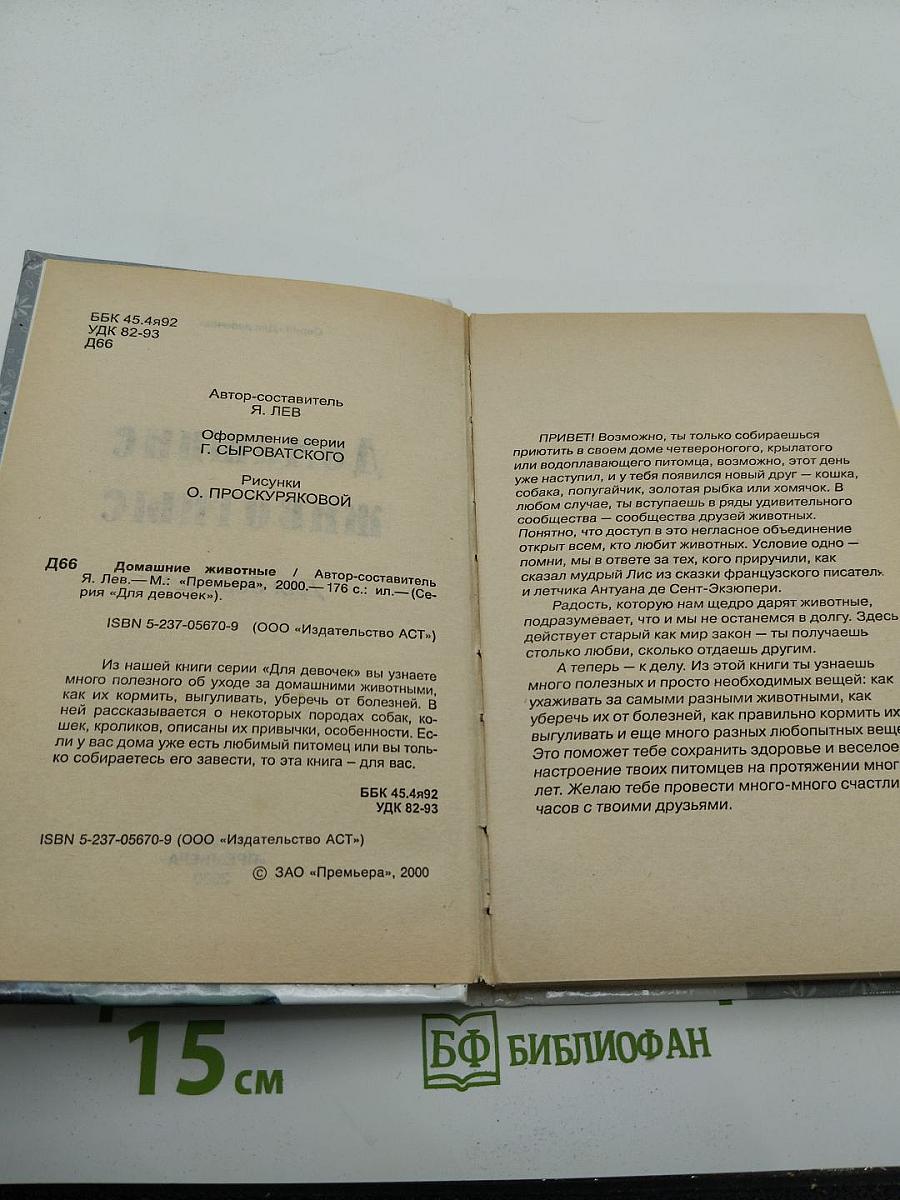 ББК 45.4я92
УДК 82-93
Д66
Автор-составитель
Я. ЛЕВ
Оформление серии
Г. СЫРОВАТСКОГО
Рисунки
О. ПРОСКУРЯКОВОЙ
Д66 Домашние животные / Автор-составитель
Я. Лев.— М.: «Премьера», 2000.— 176 с.: ил.— (Се-
рия «Для девочек»).
ISBN 5-237-05670-9 (ООО «Издательство АСТ»)
Из нашей книги серии «Для девочек» вы узнаете
много полезного об уходе за домашними животными,
как их кормить, выгуливать, уберечь от болезней. В
ней рассказывается о некоторых породах собак, ко-
шек, кроликов, описаны их привычки, особенности. Ес-
ли у вас дома уже есть любимый питомец или вы толь-
ко собираетесь его завести, то эта книга – для вас.
ББК 45.4я92
УДК 82-93
ISBN 5-237-05670-9 (ООО «Издательство АСТ»)
© ЗАО «Премьера», 2000
ПРИВЕТ! Возможно, ты только собираешься
приютить в своем доме четвероногого, крылатого
или водоплавающего питомца, возможно, этот день
уже наступил, и у тебя появился новый друг — кошка,
собака, попугайчик, золотая рыбка или хомячок. В
любом случае, ты вступаешь в ряды удивительного
сообщества — сообщества друзей животных.
Понятно, что доступ в это негласное объединение
открыт всем, кто любит животных. Условие одно —
помни, мы в ответе за тех, кого приручили, как
сказал мудрый Лис из сказки французского писател
и летчика Антуана де Сент-Экзюпери.
Радость, которую нам щедро дарят животные,
подразумевает, что и мы не останемся в долгу. Здесь
действует старый как мир закон — ты получаешь
столько любви, сколько отдаешь другим.
А теперь — к делу. Из этой книги ты узнаешь
много полезных и просто необходимых вещей: как
ухаживать за самыми разными животными, как
уберечь их от болезней, как правильно кормить их
выгуливать и еще много разных любопытных веще
Это поможет тебе сохранить здоровье и веселое
настроение твоих питомцев на протяжении мног
лет. Желаю тебе провести много-много счастли
часов с твоими друзьями.
15 см
БФ БИБЛИОФАН